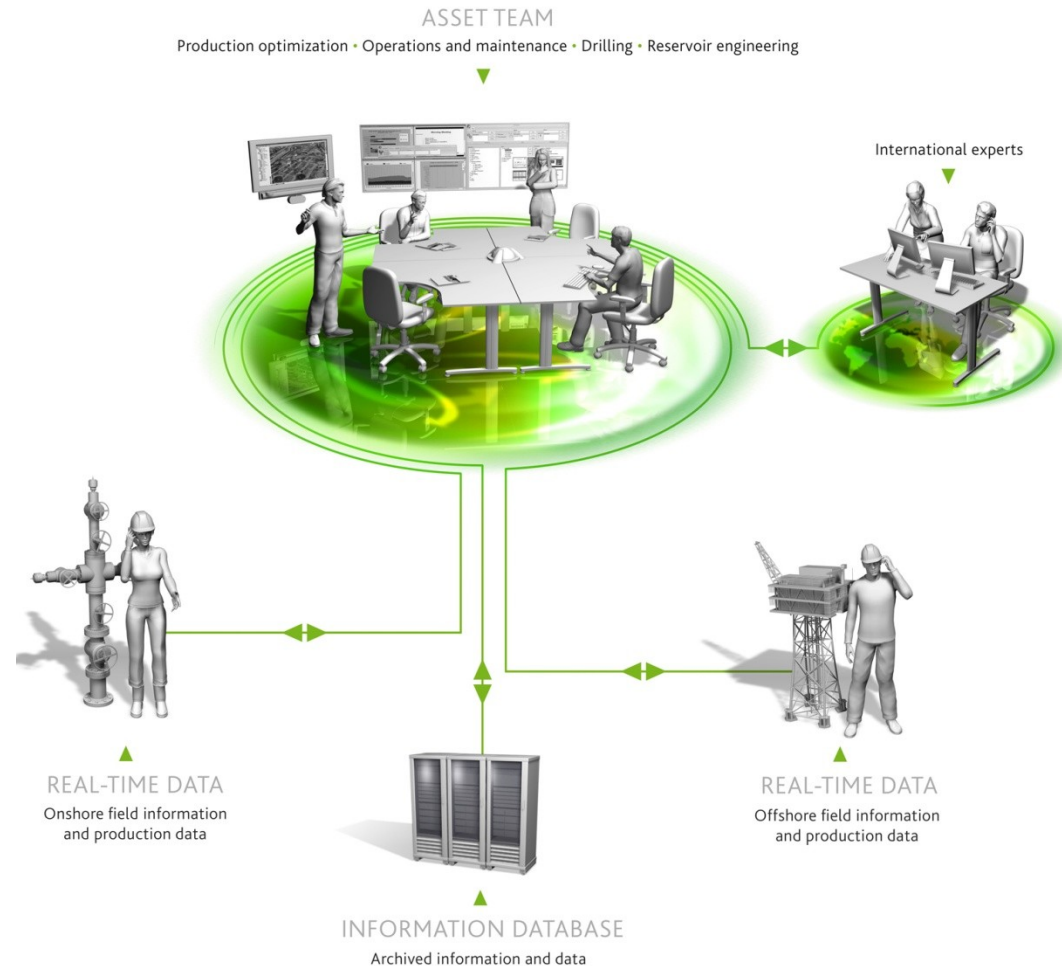 ASSET TEAM
Production optimization • Operations and maintenance • Drilling • Reservoir engineering
International experts
REAL-TIME DATA
Onshore field information
and production data
REAL-TIME DATA
Offshore field information
and production data
INFORMATION DATABASE
Archived information and data